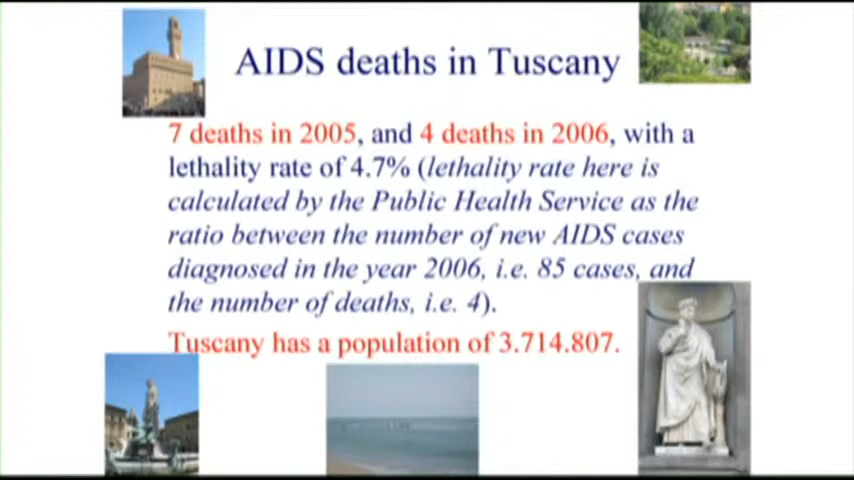 AIDS deaths in Tuscany
7 deaths in 2005, and 4 deaths in 2006, with a
lethality rate of 4.7% (lethality rate here is
calculated by the Public Health Service as the
ratio between the number of new AIDS cases
diagnosed in the year 2006, i.e. 85 cases, and
the number of deaths, i.e. 4).
Tuscany has a population of 3.714.807.